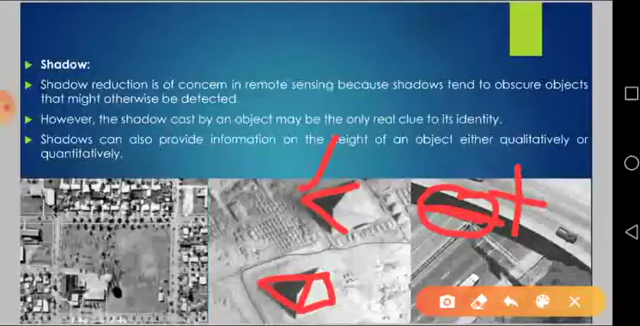 Shadow:
Shadow reduction is of concern in remote sensing because shadows tend to obscure objects
that might otherwise be detected.
However, the shadow cast by an object may be the only real clue to its identity.
Shadows can also provide information on the height of an object either qualitatively or
quantitatively.